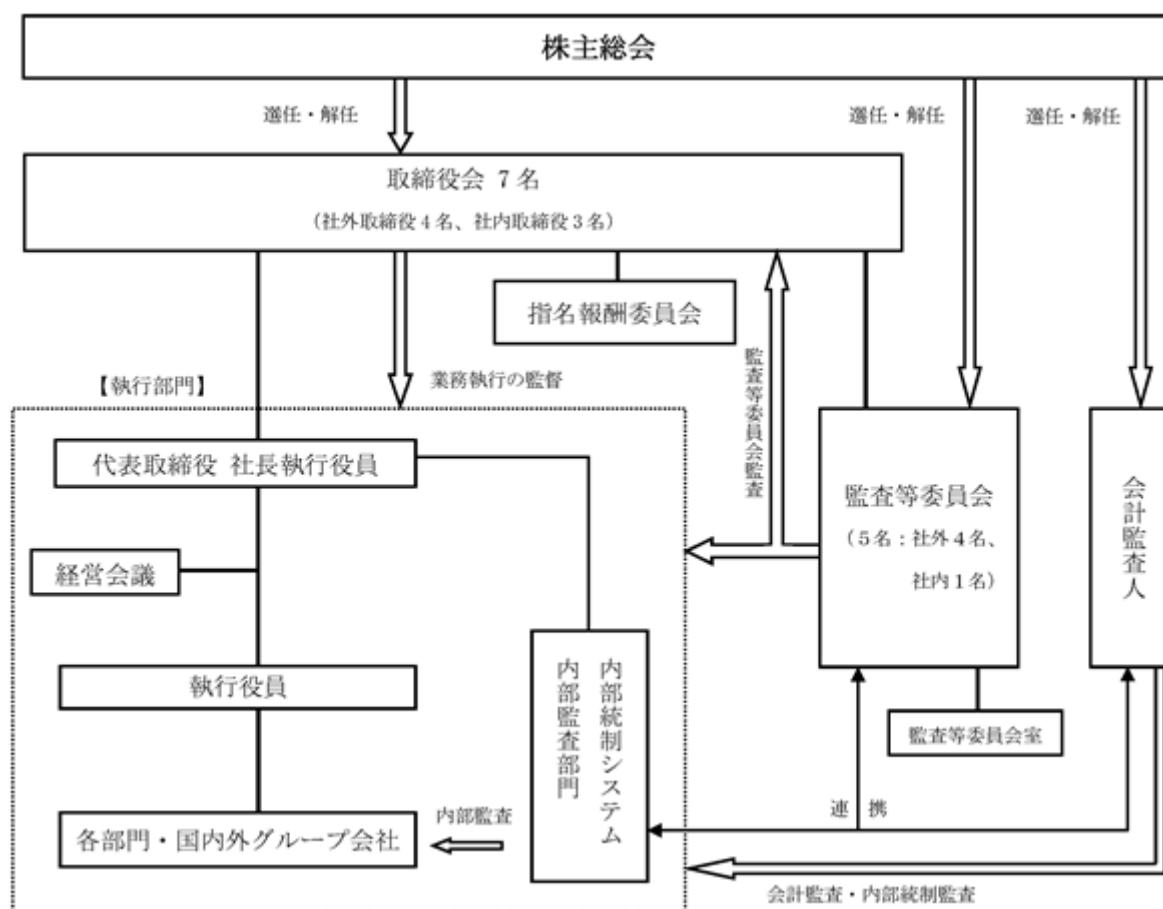 株主総会
選任・解任
選任・解任
選任・解任
取締役会 7名
（社外取締役4名、社内取締役3名）
指名報酬委員会
【執行部門】
業務執行の監督
監査等委員会監査
代表取締役 社長執行役員
監査等委員会
（5名：社外4名、
社内1名）
会計監査人
経営会議
執行役員
内部統制システム
内部監査部門
監査等委員会室
連 携
内部監査
各部門・国内外グループ会社
会計監査・内部統制監査